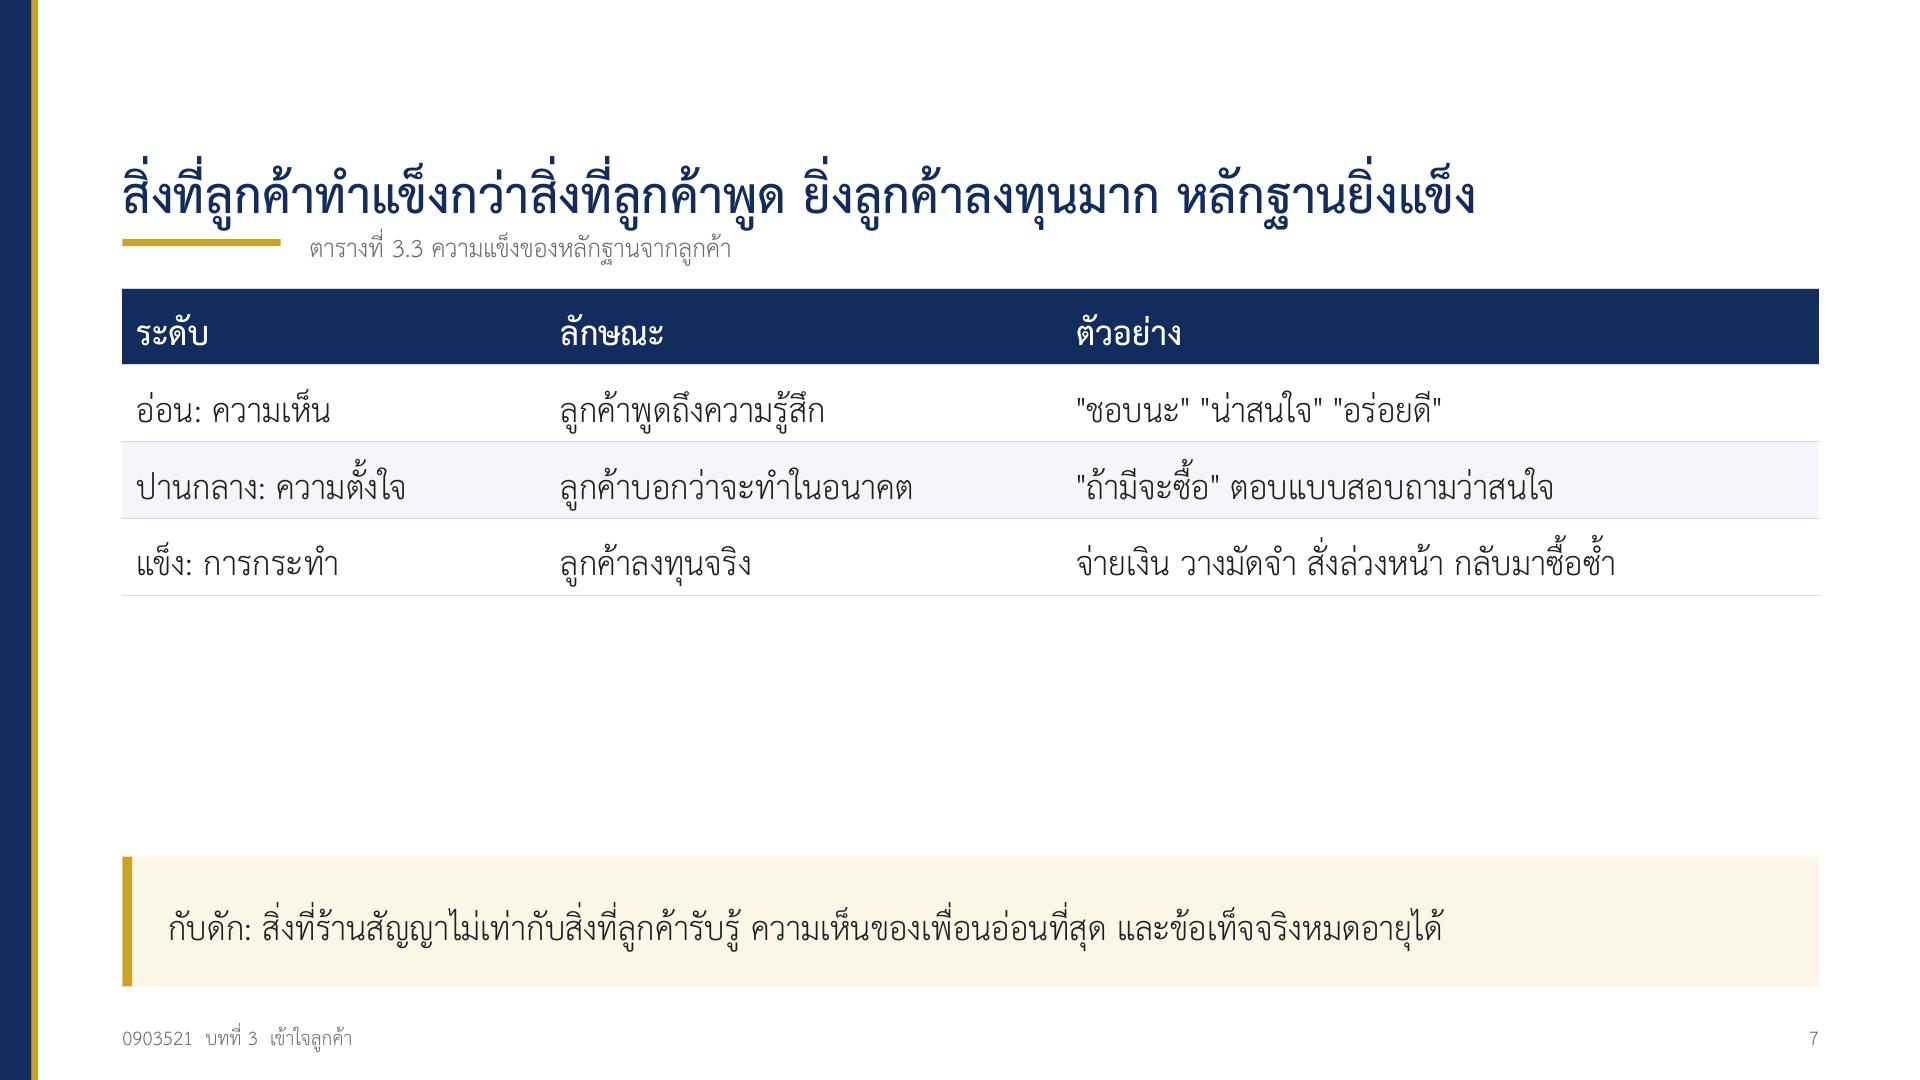 สิ่งที่ลูกค้าทำแข็งกว่าสิ่งที่ลูกค้าพูด ยิ่งลูกค้าลงทุนมาก หลักฐานยิ่งแข็ง
ตารางที่ 3.3 ความแข็งของหลักฐานจากลูกค้า
ระดับ ลักษณะ ตัวอย่าง
อ่อน: ความเห็น ลูกค้าพูดถึงความรู้สึก "ชอบนะ" "น่าสนใจ" "อร่อยดี"
ปานกลาง: ความตั้งใจ ลูกค้าบอกว่าจะทำในอนาคต "ถ้ามีจะซื้อ" ตอบแบบสอบถามว่าสนใจ
แข็ง: การกระทำ ลูกค้าลงทุนจริง จ่ายเงิน วางมัดจำ สั่งล่วงหน้า กลับมาซื้อซ้ำ
กับดัก: สิ่งที่ร้านสัญญาไม่เท่ากับสิ่งที่ลูกค้ารับรู้ ความเห็นของเพื่อนอ่อนที่สุด และข้อเท็จจริงหมดอายุได้
0903521 บทที่ 3 เข้าใจลูกค้า 7